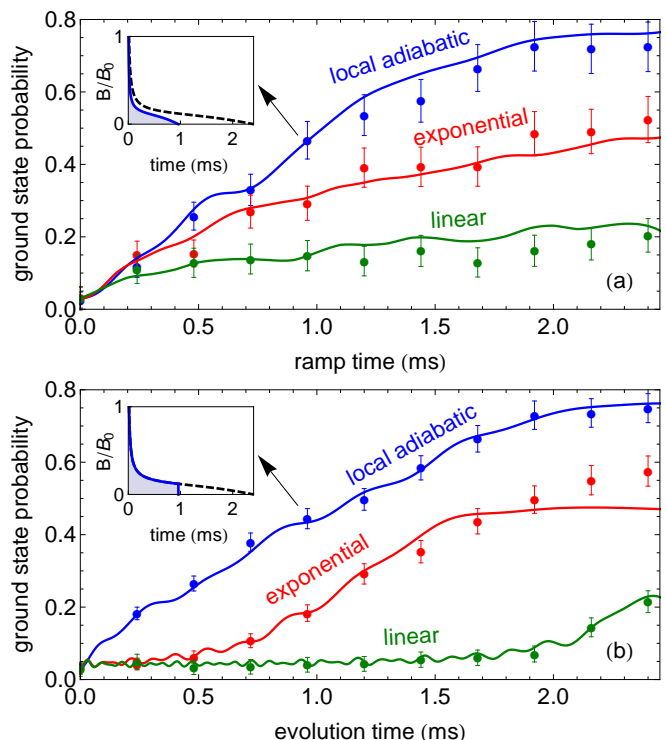 0.8
0.6
0.4
0.2
0.0
ground state probability
1
B/B0
0
0 1 2
time (ms)
local adiabatic
exponential
linear
(a)
0.0 0.5 1.0 1.5 2.0
ramp time (ms)
0.8
0.6
0.4
0.2
0.0
ground state probability
1
B/B0
0
0 1 2
time (ms)
local adiabatic
exponential
linear
(b)
0.0 0.5 1.0 1.5 2.0
evolution time (ms)